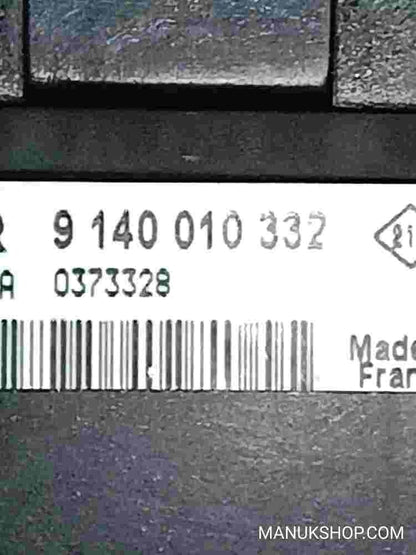 R 9 140 010 332
A 0373328
Made
Fran
MANUKSHOP.COM